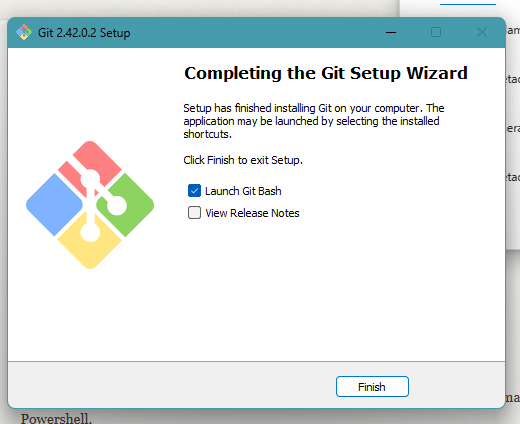 Git 2.42.0.2 Setup
Completing the Git Setup Wizard
Setup has finished installing Git on your computer. The
application may be launched by selecting the installed
shortcuts.
Click Finish to exit Setup.
Launch Git Bash
View Release Notes
Finish
Powershell.